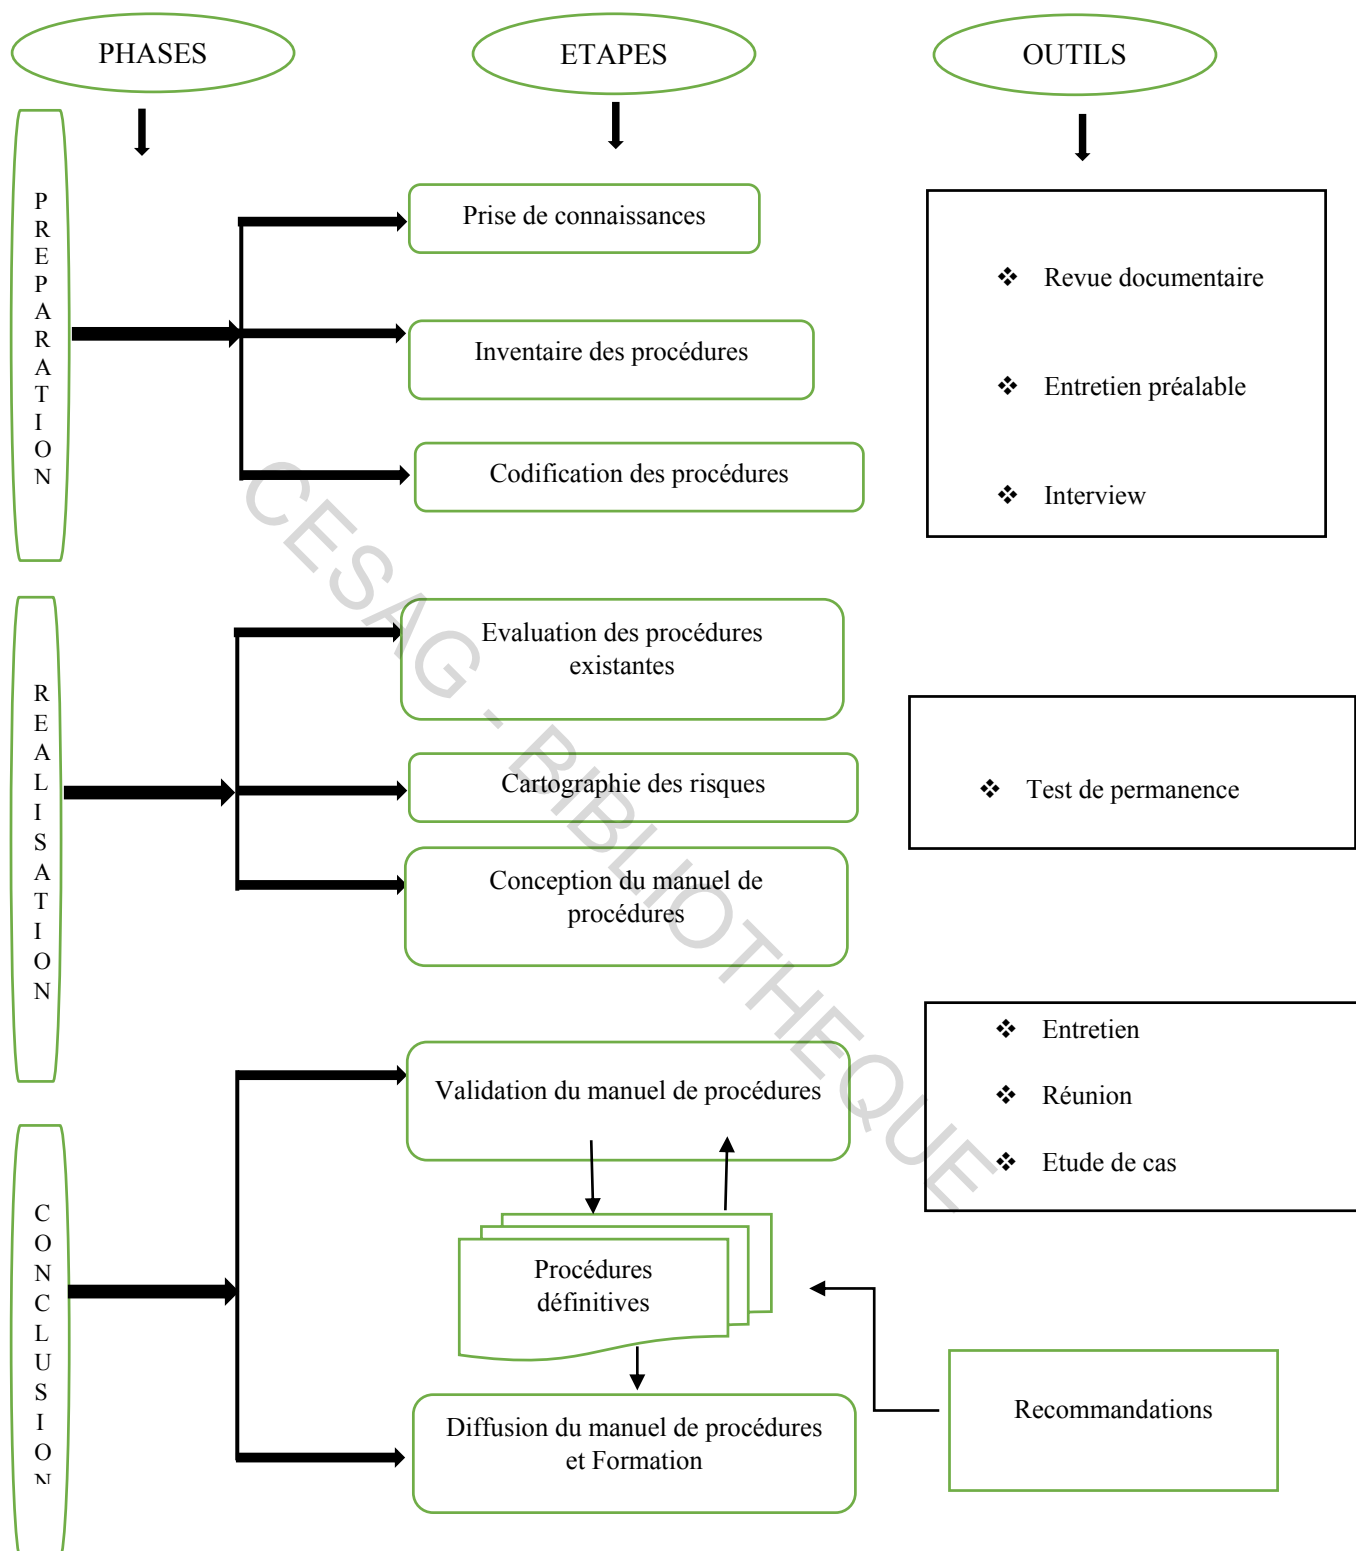 PHASES
ETAPES
OUTILS
PREPARATION
Prise de connaissances
Inventaire des procédures
Codification des procédures
❖ Revue documentaire
❖ Entretien préalable
❖ Interview
REALISATION
Evaluation des procédures
existantes
Cartographie des risques
Conception du manuel de
procédures
❖ Test de permanence
CONCLUSION
Validation du manuel de procédures
Procédures
définitives
Diffusion du manuel de procédures
et Formation
❖ Entretien
❖ Réunion
❖ Etude de cas
Recommandations
CESAG - BIBLIOTHEQUE